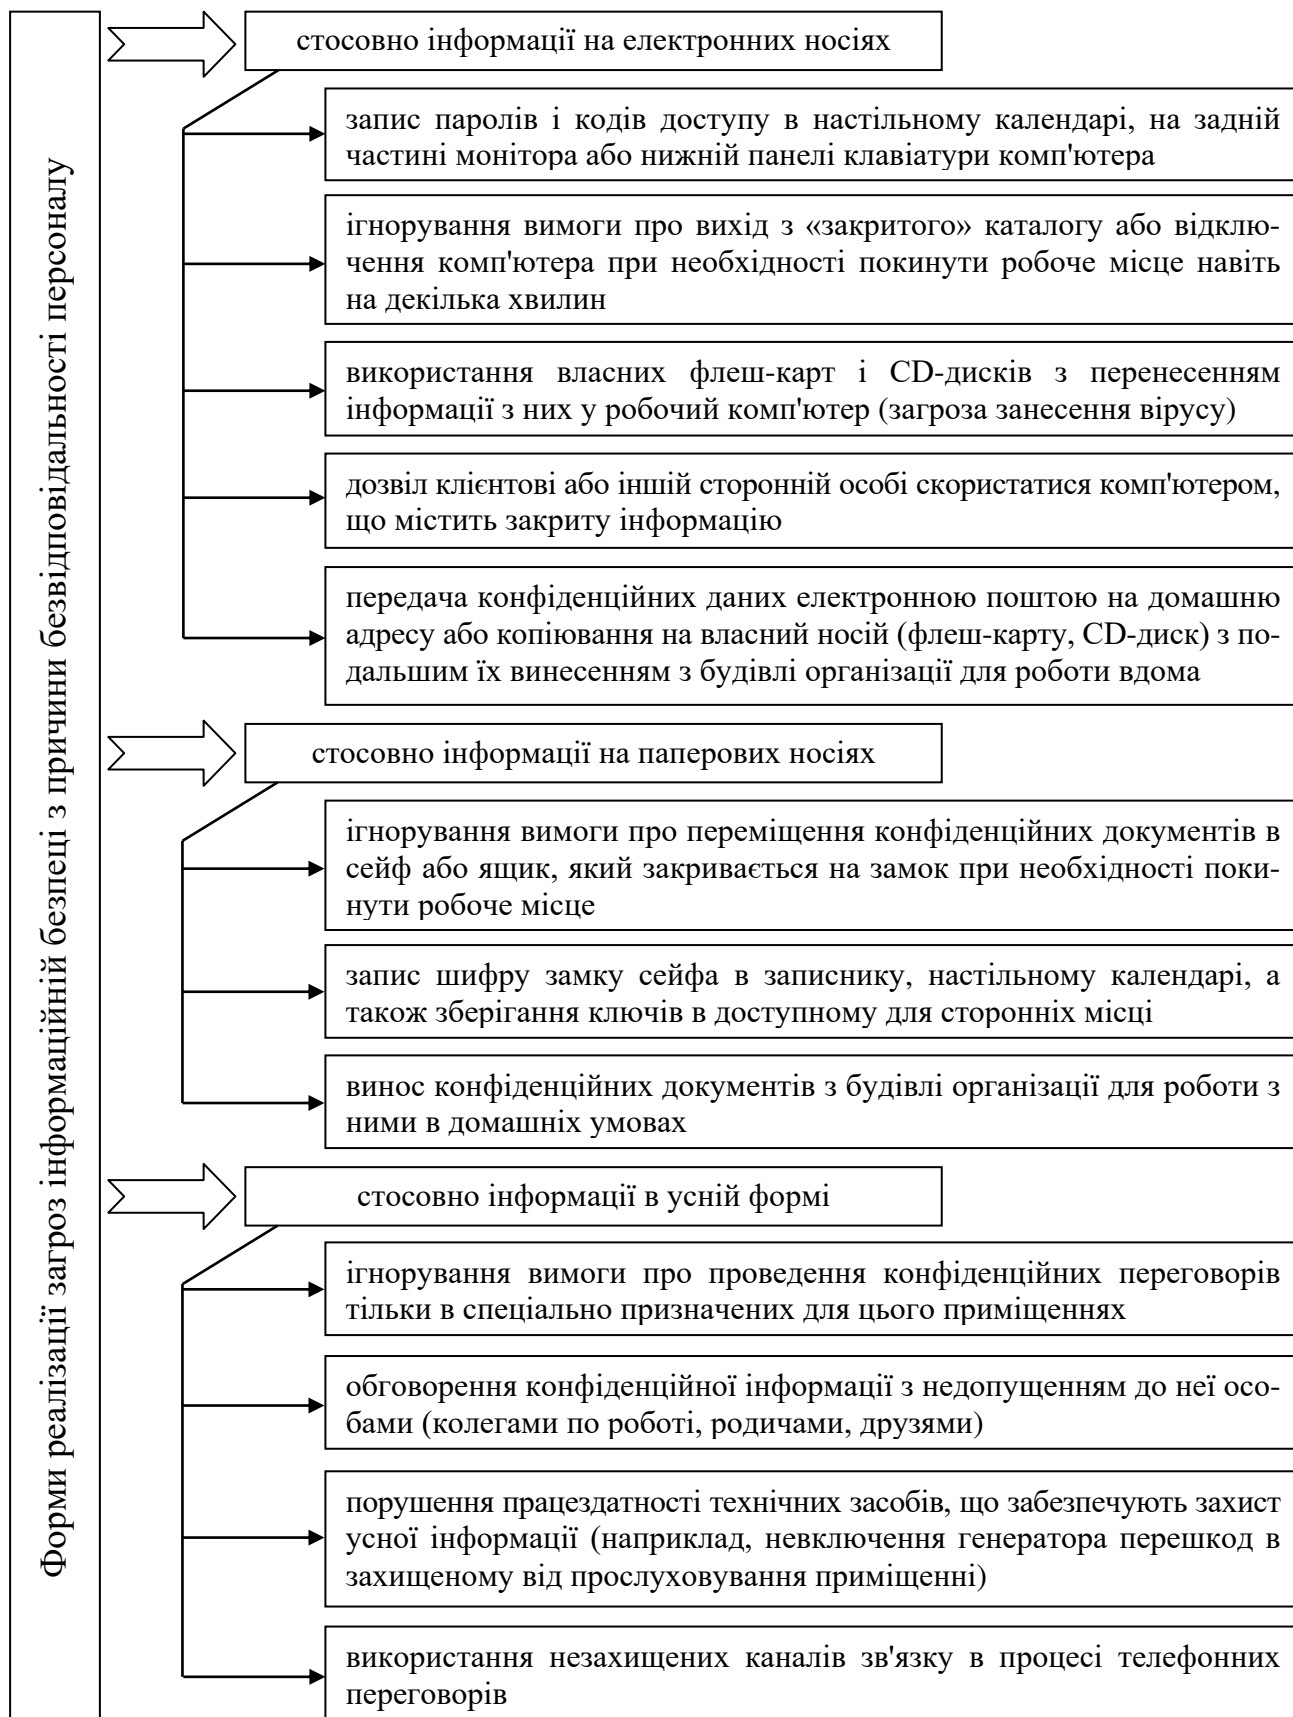 Форми реалізації загроз інформаційній безпеці з причини безвідповідальності персоналу
стосовно інформації на електронних носіях
запис паролів і кодів доступу в настільному календарі, на задній
частині монітора або нижній панелі клавіатури комп'ютера
ігнорування вимоги про вихід з «закритого» каталогу або відклю-
чення комп'ютера при необхідності покинути робоче місце навіть
на декілька хвилин
використання власних флеш-карт і CD-дисків з перенесенням
інформації з них у робочий комп'ютер (загроза занесення вірусу)
дозвіл клієнтові або іншій сторонній особі скористатися комп'ютером,
що містить закриту інформацію
передача конфіденційних даних електронною поштою на домашню
адресу або копіювання на власний носій (флеш-карту, CD-диск) з по-
дальшим їх винесенням з будівлі організації для роботи вдома
стосовно інформації на паперових носіях
ігнорування вимоги про переміщення конфіденційних документів в
сейф або ящик, який закривається на замок при необхідності поки-
нути робоче місце
запис шифру замку сейфа в записнику, настільному календарі, а
також зберігання ключів в доступному для сторонніх місці
винос конфіденційних документів з будівлі організації для роботи з
ними в домашніх умовах
стосовно інформації в усній формі
ігнорування вимоги про проведення конфіденційних переговорів
тільки в спеціально призначених для цього приміщеннях
обговорення конфіденційної інформації з недопущенням до неї осо-
бами (колегами по роботі, родичами, друзями)
порушення працездатності технічних засобів, що забезпечують захист
усної інформації (наприклад, невключення генератора перешкод в
захищеному від прослуховування приміщенні)
використання незахищених каналів зв'язку в процесі телефонних
переговорів